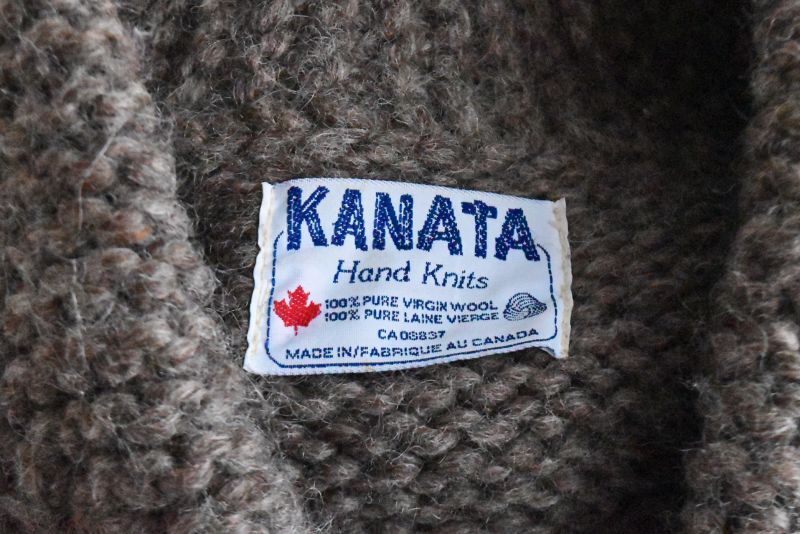 KANATA
Hand Knits
100% PURE VIRGIN WOOL
100% PURE LAINE VIERGE
CA 08837
MADE IN/FABRIQUE AU CANADA